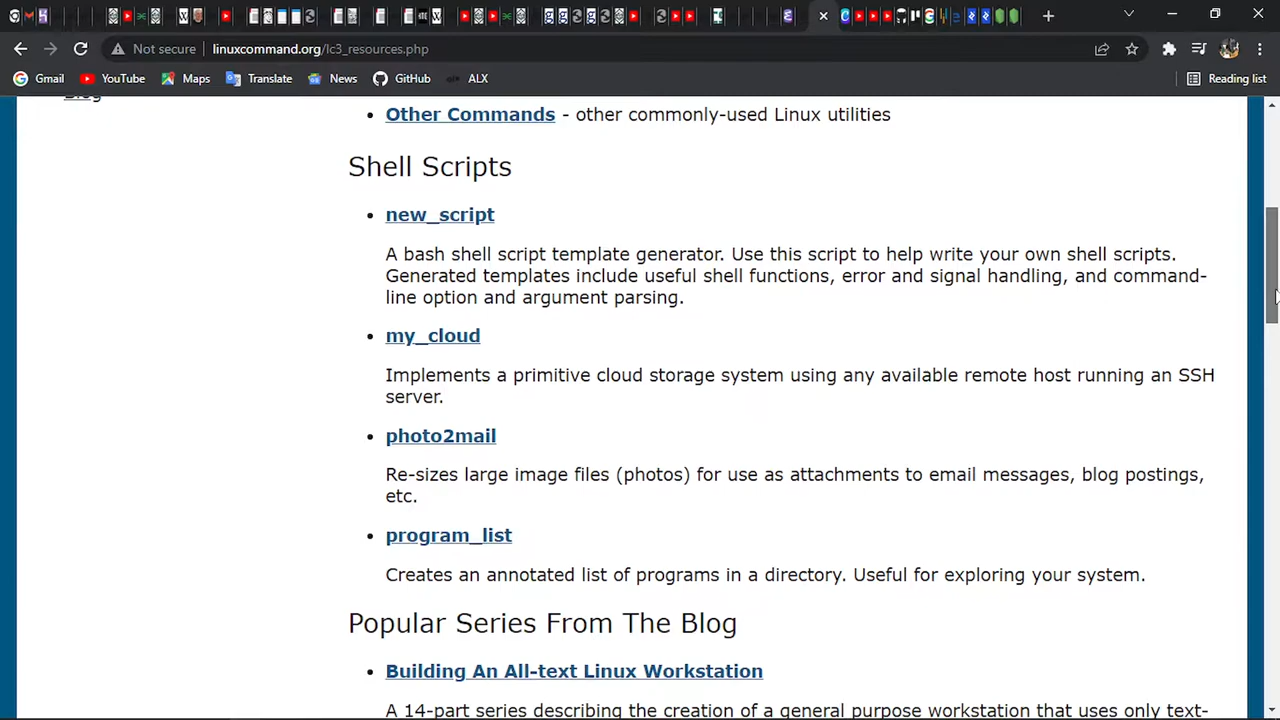 Not secure
linuxcommand.org/lc3_resources.php
Gmail
YouTube
Maps
Translate
News
GitHub
ALX
Reading list
Blog
Other Commands - other commonly-used Linux utilities
Shell Scripts
new_script
A bash shell script template generator. Use this script to help write your own shell scripts.
Generated templates include useful shell functions, error and signal handling, and command-
line option and argument parsing.
my_cloud
Implements a primitive cloud storage system using any available remote host running an SSH
server.
photo2mail
Re-sizes large image files (photos) for use as attachments to email messages, blog postings,
etc.
program_list
Creates an annotated list of programs in a directory. Useful for exploring your system.
Popular Series From The Blog
Building An All-text Linux Workstation
A 14-part series describing the creation of a general purpose workstation that uses only text-